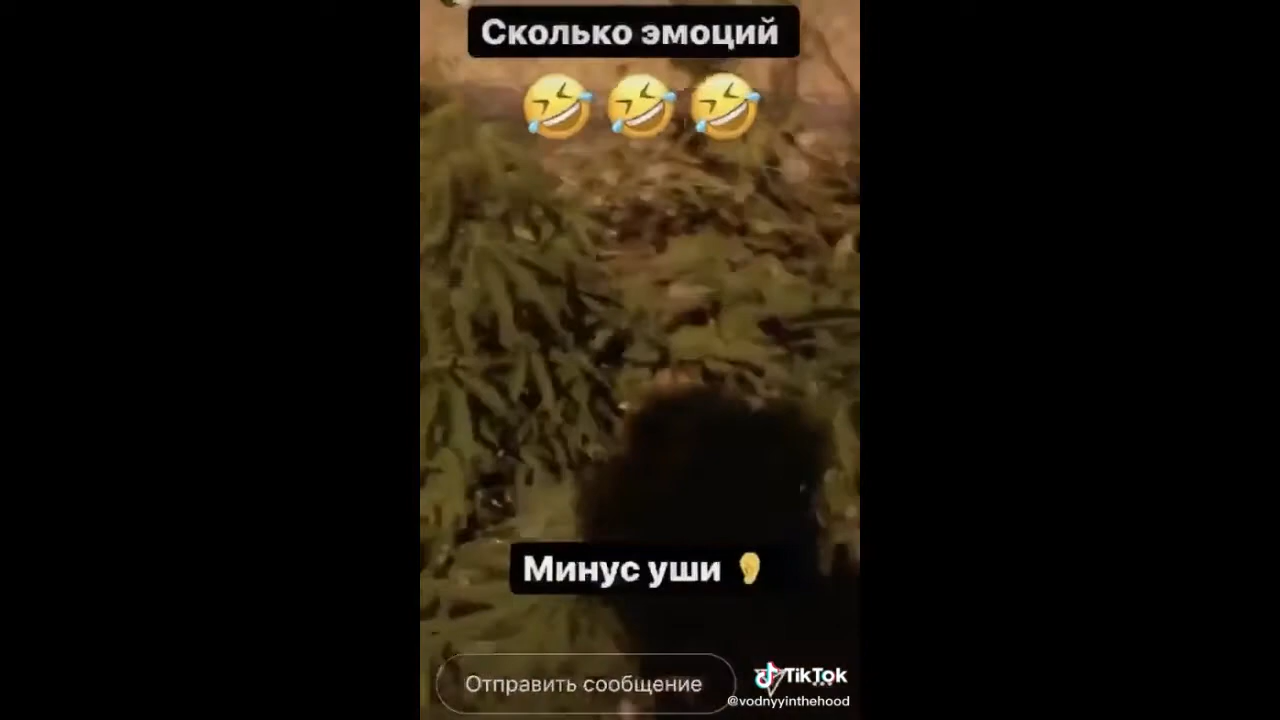 Сколько эмоций
🤣🤣🤣
Минус уши 👂
Отправить сообщение
TikTok
@vodnyyinthehood